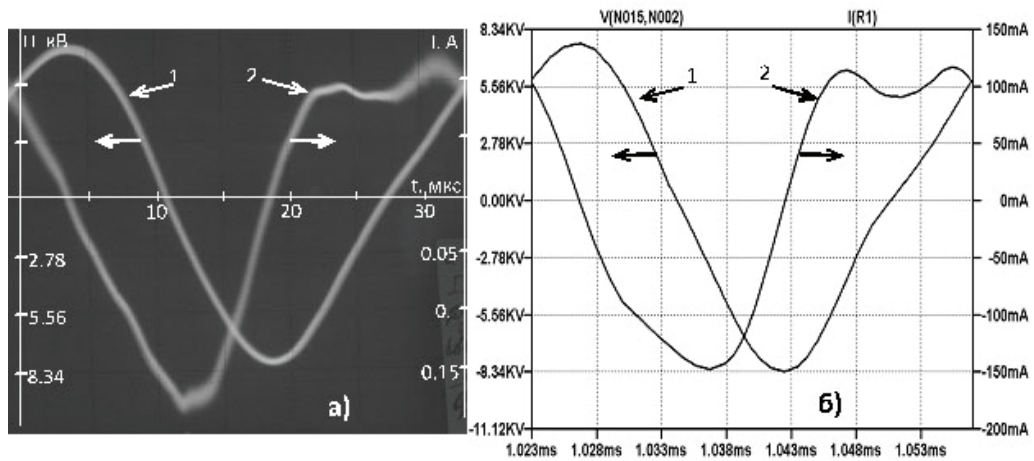 U, кВ
I, А
1
2
t, мкс
10
20
30
2.78
5.56
8.34
0.05
0.15
а)
V(N015,N002)
I(R1)
8.34KV
5.56KV
2.78KV
0.00KV
-2.78KV
-5.56KV
-8.34KV
-11.12KV
150mA
100mA
50mA
0mA
-50mA
-100mA
-150mA
-200mA
1
2
б)
1.023ms
1.028ms
1.033ms
1.038ms
1.043ms
1.048ms
1.053ms